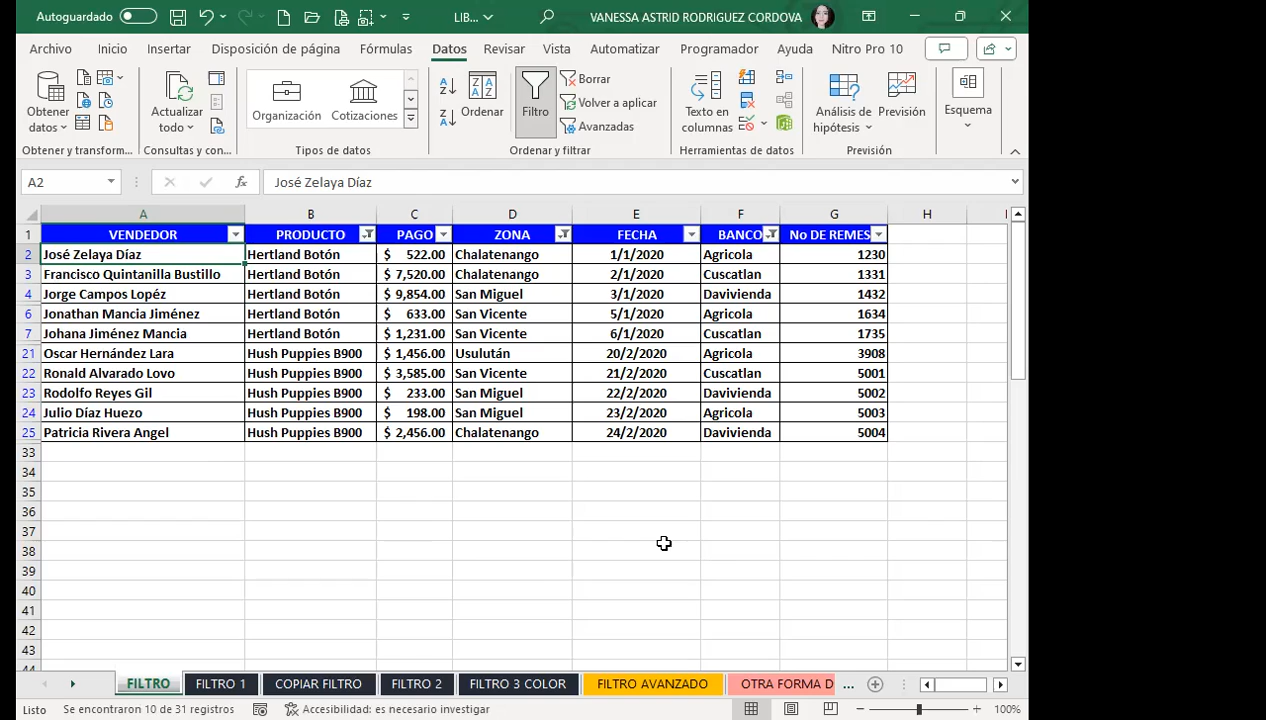 Autoguardado LIB... VANESSA ASTRID RODRIGUEZ CORDOVA
Archivo Inicio Insertar Disposición de página Fórmulas Datos Revisar Vista Automatizar Programador Ayuda Nitro Pro 10
Obtener datos
Actualizar todo
Organización Cotizaciones
Ordenar
Filtro
Borrar
Volver a aplicar
Avanzadas
Texto en columnas
Análisis de hipótesis
Previsión
Esquema
Obtener y transform... Consultas y con... Tipos de datos Ordenar y filtrar Herramientas de datos Previsión
A2 fx José Zelaya Díaz
A B C D E F G H I
1 VENDEDOR PRODUCTO PAGO ZONA FECHA BANCO No DE REMES
2 José Zelaya Díaz Hertland Botón $ 522.00 Chalatenango 1/1/2020 Agricola 1230
3 Francisco Quintanilla Bustillo Hertland Botón $ 7,520.00 Chalatenango 2/1/2020 Cuscatlan 1331
4 Jorge Campos Lopéz Hertland Botón $ 9,854.00 San Miguel 3/1/2020 Davivienda 1432
6 Jonathan Mancia Jiménez Hertland Botón $ 633.00 San Vicente 5/1/2020 Agricola 1634
7 Johana Jiménez Mancia Hertland Botón $ 1,231.00 San Vicente 6/1/2020 Cuscatlan 1735
21 Oscar Hernández Lara Hush Puppies B900 $ 1,456.00 Usulután 20/2/2020 Agricola 3908
22 Ronald Alvarado Lovo Hush Puppies B900 $ 3,585.00 San Vicente 21/2/2020 Cuscatlan 5001
23 Rodolfo Reyes Gil Hush Puppies B900 $ 233.00 San Miguel 22/2/2020 Davivienda 5002
24 Julio Díaz Huezo Hush Puppies B900 $ 198.00 San Miguel 23/2/2020 Agricola 5003
25 Patricia Rivera Angel Hush Puppies B900 $ 2,456.00 Chalatenango 24/2/2020 Davivienda 5004
33
34
35
36
37
38
39
40
41
42
43
44
FILTRO FILTRO 1 COPIAR FILTRO FILTRO 2 FILTRO 3 COLOR FILTRO AVANZADO OTRA FORMA D ...
Listo Se encontraron 10 de 31 registros Accesibilidad: es necesario investigar 100%